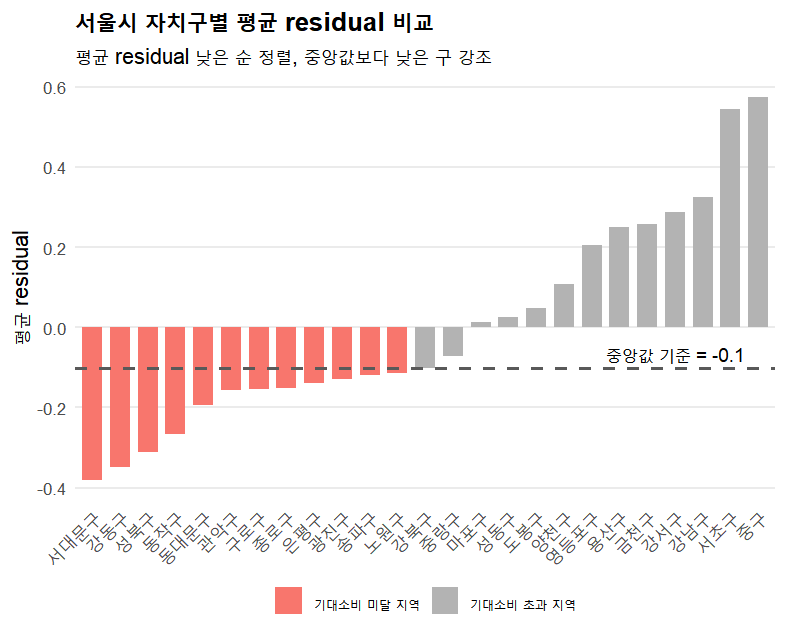 서울시 자치구별 평균 residual 비교
평균 residual 낮은 순 정렬, 중앙값보다 낮은 구 강조
평균 residual
0.6
0.4
0.2
0.0
-0.2
-0.4
중앙값 기준 = -0.1
서대문구
강동구
성북구
동작구
동대문구
관악구
구로구
종로구
은평구
광진구
송파구
노원구
강북구
중랑구
마포구
성동구
도봉구
양천구
영등포구
용산구
금천구
강서구
강남구
서초구
중구
기대소비 미달 지역
기대소비 초과 지역